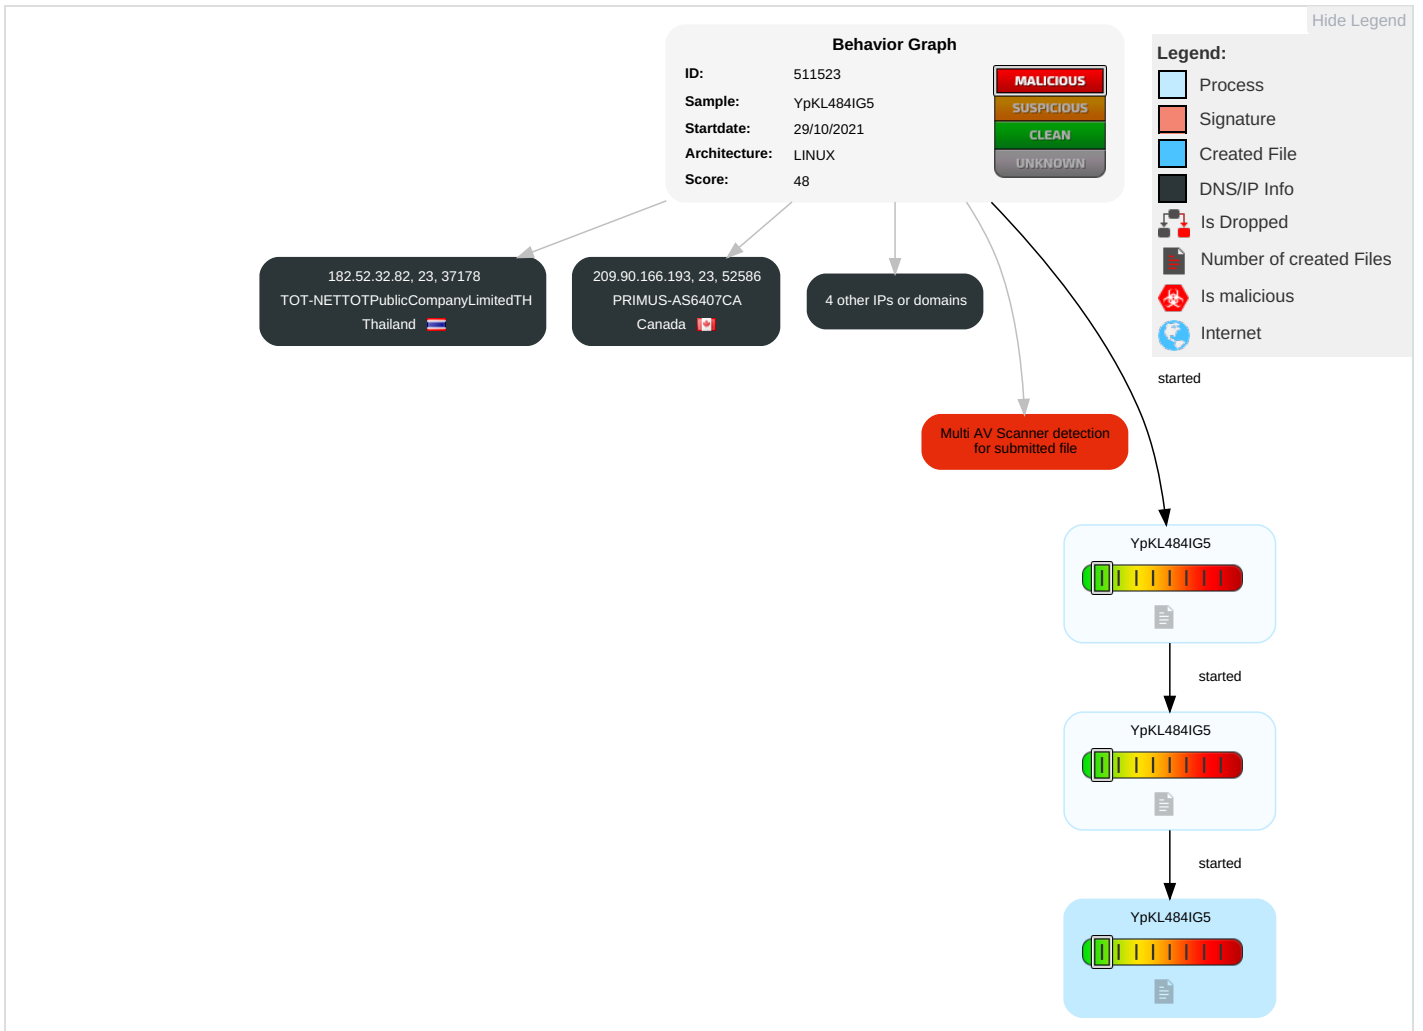 Hide Legend
Behavior Graph
ID: 511523
Sample: YpKL484IG5
Startdate: 29/10/2021
Architecture: LINUX
Score: 48
MALICIOUS
SUSPICIOUS
CLEAN
UNKNOWN
Legend:
Process
Signature
Created File
DNS/IP Info
Is Dropped
Number of created Files
Is malicious
Internet
182.52.32.82, 23, 37178
TOT-NETTOTPublicCompanyLimitedTH
Thailand
209.90.166.193, 23, 52586
PRIMUS-AS6407CA
Canada
4 other IPs or domains
started
Multi AV Scanner detection
for submitted file
YpKL484IG5
started
YpKL484IG5
started
YpKL484IG5